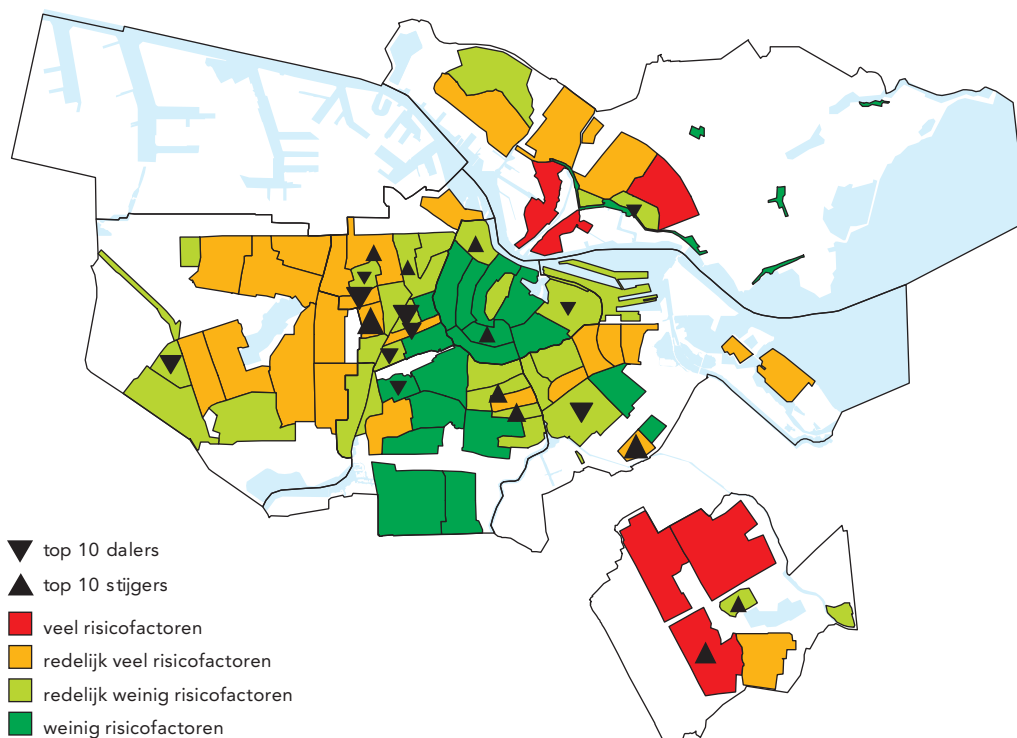 top 10 dalers
top 10 stijgers
veel risicofactoren
redelijk veel risicofactoren
redelijk weinig risicofactoren
weinig risicofactoren